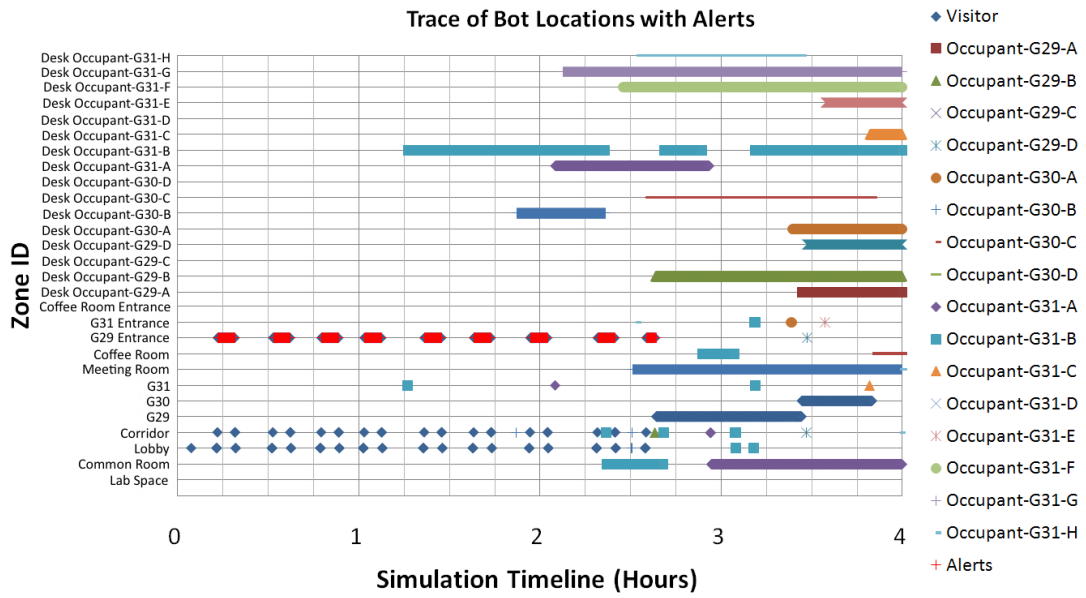 Trace of Bot Locations with Alerts
Zone ID
Desk Occupant-G31-H
Desk Occupant-G31-G
Desk Occupant-G31-F
Desk Occupant-G31-E
Desk Occupant-G31-D
Desk Occupant-G31-C
Desk Occupant-G31-B
Desk Occupant-G31-A
Desk Occupant-G30-D
Desk Occupant-G30-C
Desk Occupant-G30-B
Desk Occupant-G30-A
Desk Occupant-G29-D
Desk Occupant-G29-C
Desk Occupant-G29-B
Desk Occupant-G29-A
Coffee Room Entrance
G31 Entrance
G29 Entrance
Coffee Room
Meeting Room
G31
G30
G29
Corridor
Lobby
Common Room
Lab Space
0 1 2 3 4
Simulation Timeline (Hours)
Visitor
Occupant-G29-A
Occupant-G29-B
Occupant-G29-C
Occupant-G29-D
Occupant-G30-A
Occupant-G30-B
Occupant-G30-C
Occupant-G30-D
Occupant-G31-A
Occupant-G31-B
Occupant-G31-C
Occupant-G31-D
Occupant-G31-E
Occupant-G31-F
Occupant-G31-G
Occupant-G31-H
Alerts